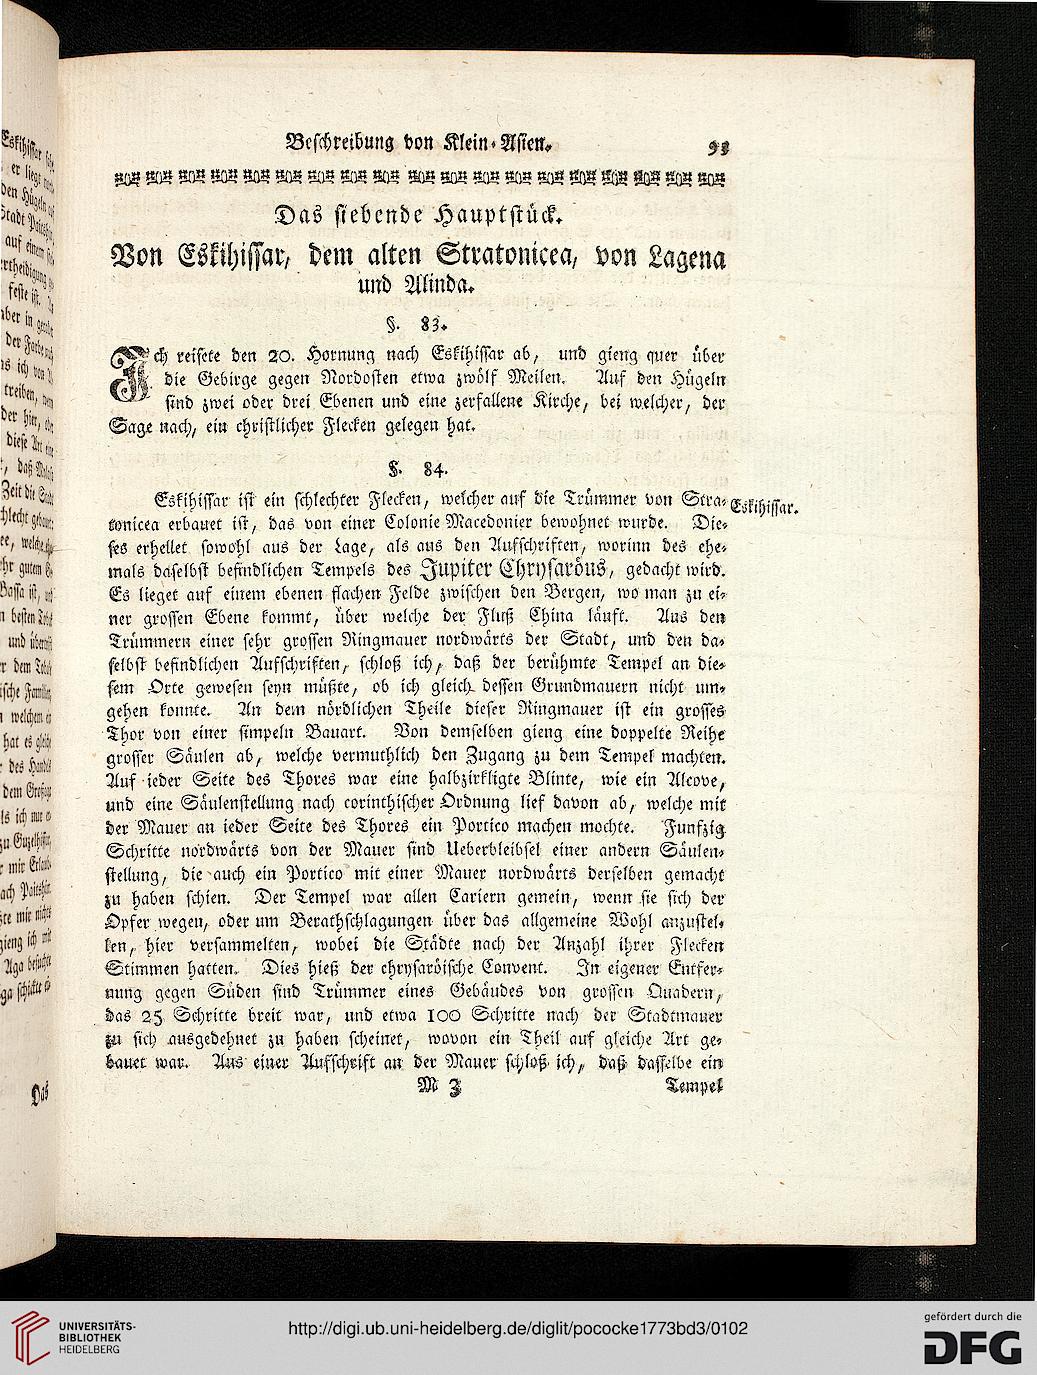 Beschreibung von Klein-Asien. 93
Das siebende Hauptstück.
Von Eskihissar, dem alten Stratonicea, von Lagena
und Alinda.
§. 83.
Ich reisete den 20. Hornung nach Eskihissar ab, und gieng quer über
die Gebirge gegen Nordosten etwa zwölf Meilen. Auf den Hügeln
sind zwei oder drei Ebenen und eine zerfallene Kirche, bei welcher, der
Sage nach, ein christlicher Flecken gelegen hat.
§. 84.
Eskihissar ist ein schlechter Flecken, welcher auf die Trümmer von Stra- Eskihissar.
tonicea erbauet ist, das von einer Colonie Macedonier bewohnet wurde. Die-
ses erhellet sowohl aus der Lage, als aus den Aufschriften, worinn des ehe-
mals daselbst befindlichen Tempels des Jupiter Chrysaröus, gedacht wird.
Es lieget auf einem ebenen flachen Felde zwischen den Bergen, wo man zu ei-
ner grossen Ebene kommt, über welche der Fluß China läuft. Aus den
Trümmern einer sehr grossen Ringmauer nordwärts der Stadt, und den da-
selbst befindlichen Aufschriften, schloß ich, daß der berühmte Tempel an die-
sem Orte gewesen seyn müßte, ob ich gleich dessen Grundmauern nicht um-
gehen konnte. An dem nördlichen Theile dieser Ringmauer ist ein grosses
Thor von einer simpeln Bauart. Von demselben gieng eine doppelte Reihe
grosser Säulen ab, welche vermuthlich den Zugang zu dem Tempel machten.
Auf ieder Seite des Thores war eine halbzirkligte Blinte, wie ein Alcove,
und eine Säulenstellung nach corinthischer Ordnung lief davon ab, welche mit
der Mauer an ieder Seite des Thores ein Portico machen mochte. Funfzig
Schritte nordwärts von der Mauer sind Ueberbleibsel einer andern Säulen-
stellung, die auch ein Portico mit einer Mauer nordwärts derselben gemacht
zu haben schien. Der Tempel war allen Cariern gemein, wenn sie sich der
Opfer wegen, oder um Berathschlagungen über das allgemeine Wohl anzustel-
len, hier versammelten, wobei die Städte nach der Anzahl ihrer Flecken
Stimmen hatten. Dies hieß der chrysaröische Convent. In eigener Entfer-
nung gegen Süden sind Trümmer eines Gebäudes von grossen Quadern,
das 25 Schritte breit war, und etwa 100 Schritte nach der Stadtmauer
zu sich ausgedehnet zu haben scheinet, wovon ein Theil auf gleiche Art ge-
bauet war. Aus einer Aufschrift an der Mauer schloß ich, daß dasselbe ein
M 3 Tempel
Das
UNIVERSITÄTS-
BIBLIOTHEK
HEIDELBERG
http://digi.ub.uni-heidelberg.de/diglit/pococke1773bd3/0102
gefördert durch die
DFG